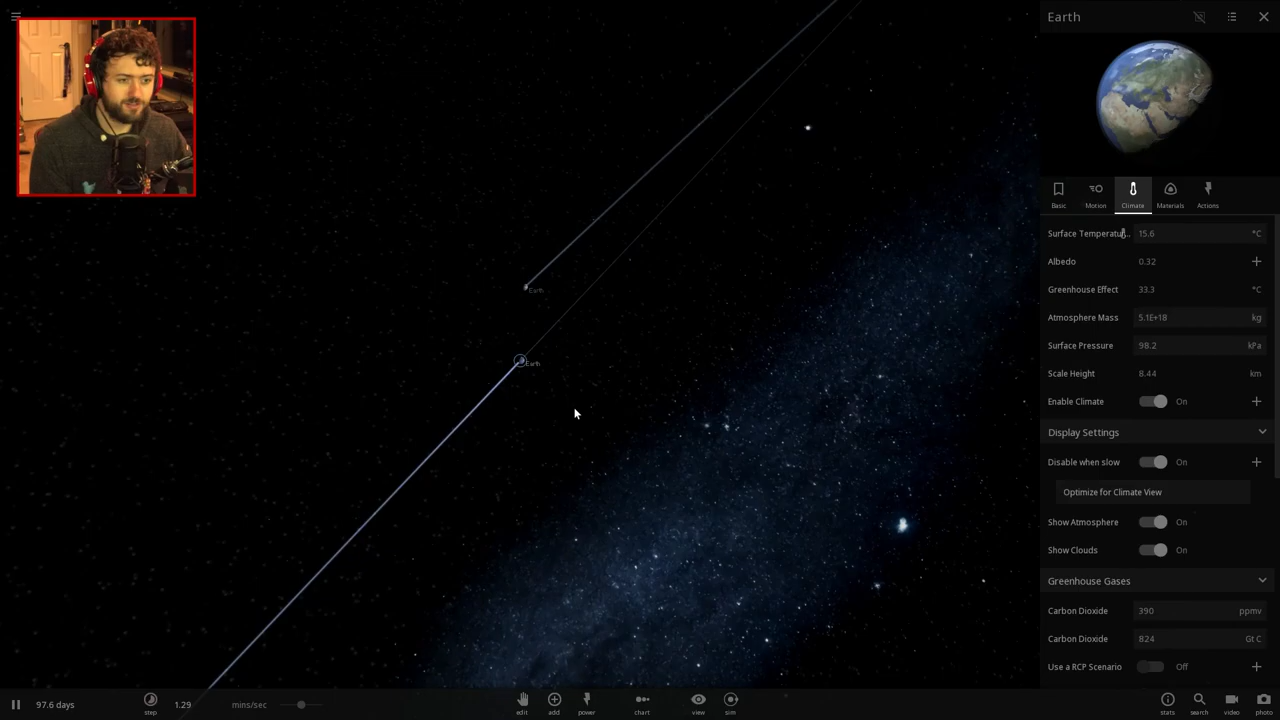 Earth
Basic
Motion
Climate
Materials
Actions
Surface Temperatu... 15.6 °C
Albedo 0.32
Greenhouse Effect 33.3 °C
Atmosphere Mass 5.1E+18 kg
Surface Pressure 98.2 kPa
Scale Height 8.44 km
Enable Climate On
Display Settings
Disable when slow On
Optimize for Climate View
Show Atmosphere On
Show Clouds On
Greenhouse Gases
Carbon Dioxide 390 ppmv
Carbon Dioxide 824 Gt C
Use a RCP Scenario Off
Earth
Earth
97.6 days
step
1.29 mins/sec
edit
add
power
chart
view
sim
stats
search
video
photo